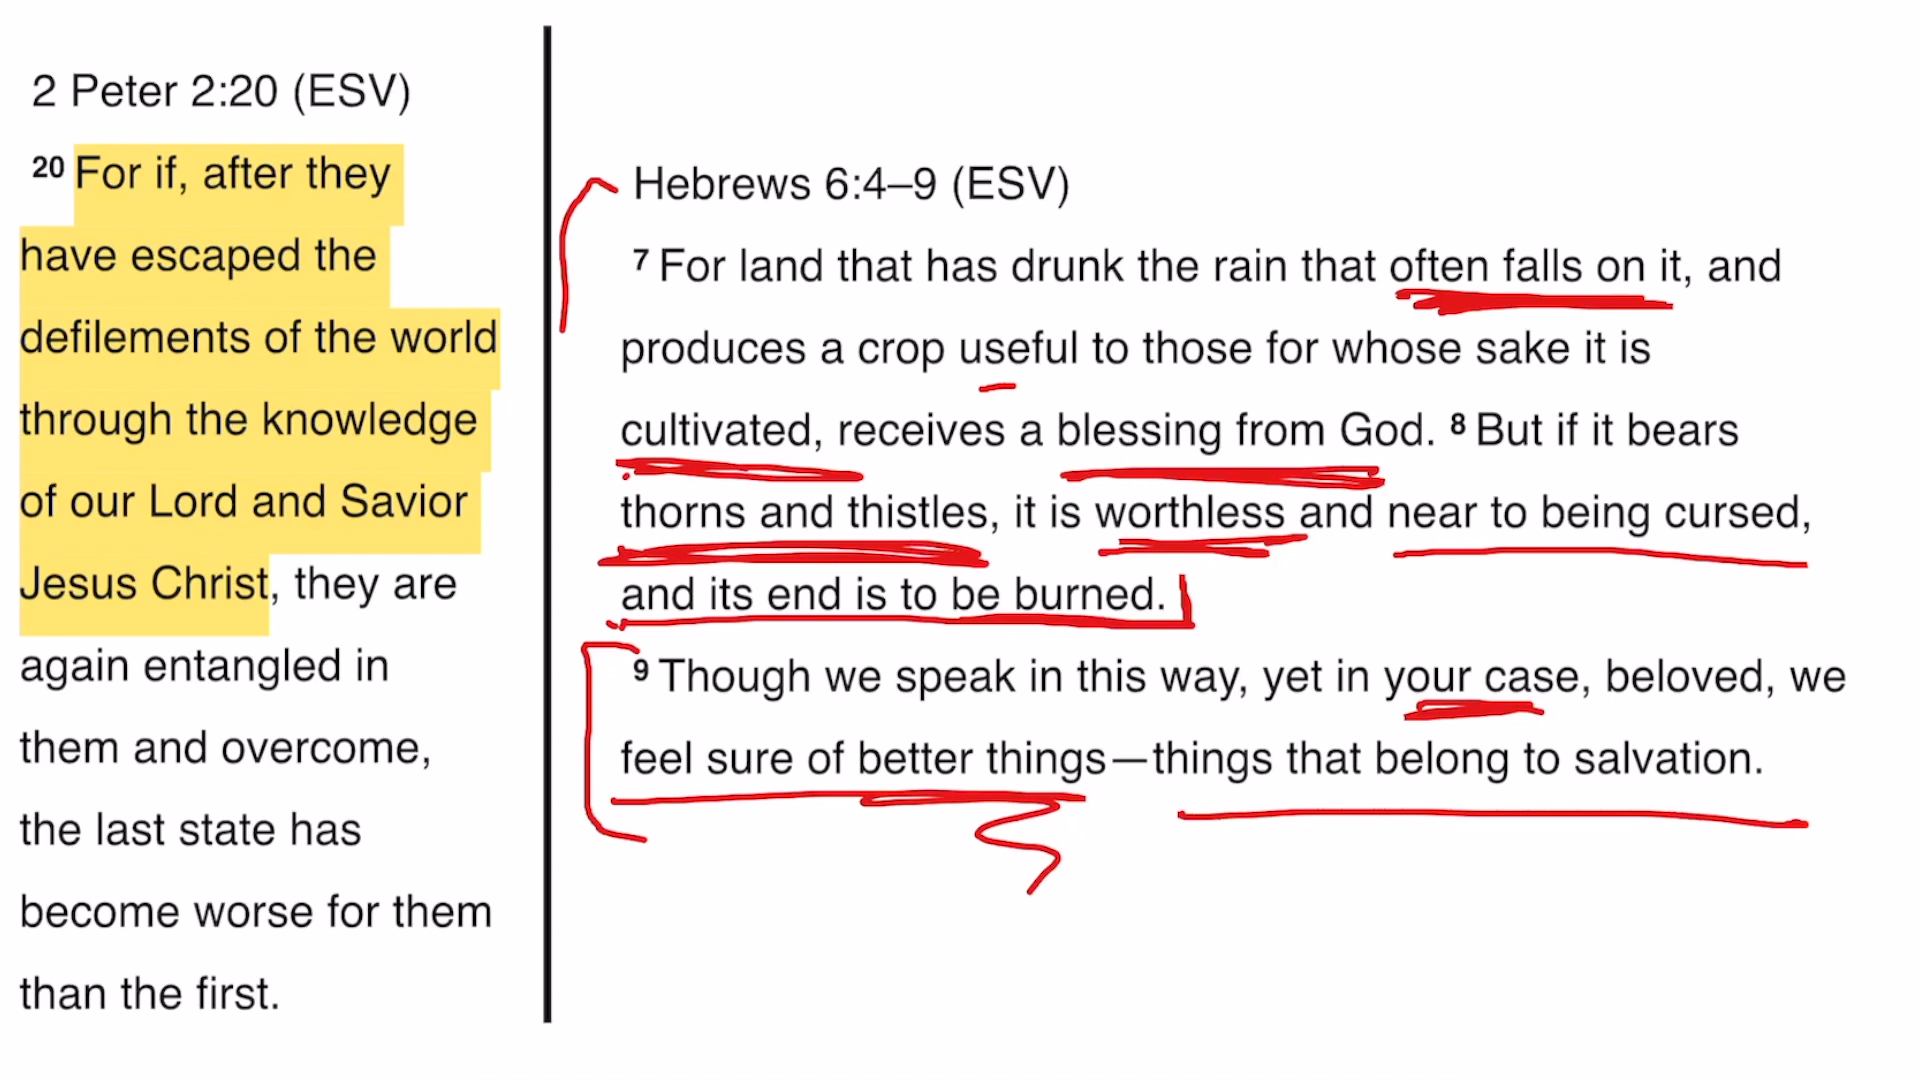 2 Peter 2:20 (ESV)
20 For if, after they
have escaped the
defilements of the world
through the knowledge
of our Lord and Savior
Jesus Christ, they are
again entangled in
them and overcome,
the last state has
become worse for them
than the first.
Hebrews 6:4–9 (ESV)
7 For land that has drunk the rain that often falls on it, and
produces a crop useful to those for whose sake it is
cultivated, receives a blessing from God. 8 But if it bears
thorns and thistles, it is worthless and near to being cursed,
and its end is to be burned.
9 Though we speak in this way, yet in your case, beloved, we
feel sure of better things—things that belong to salvation.